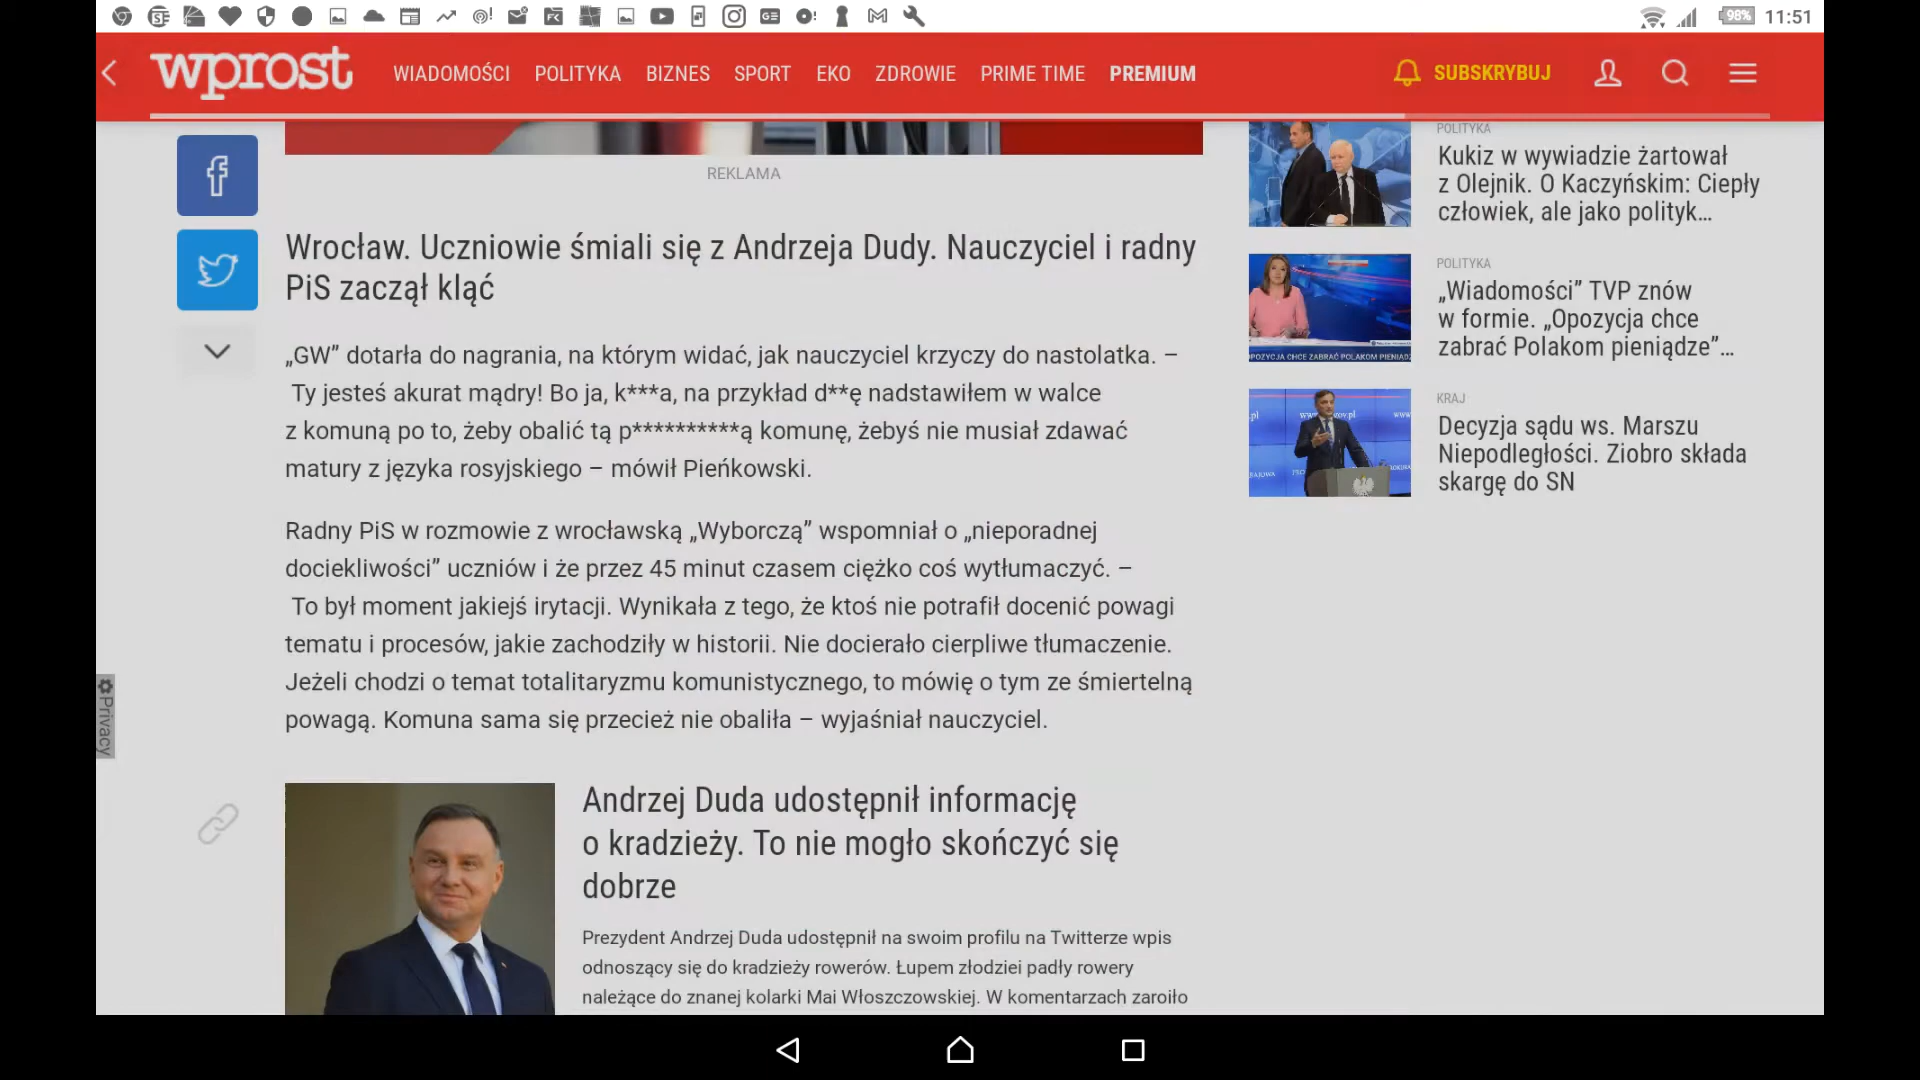 98% 11:51
wprost WIADOMOŚCI POLITYKA BIZNES SPORT EKO ZDROWIE PRIME TIME PREMIUM SUBSKRYBUJ
REKLAMA
Wrocław. Uczniowie śmiali się z Andrzeja Dudy. Nauczyciel i radny
PiS zaczął kląć
„GW” dotarła do nagrania, na którym widać, jak nauczyciel krzyczy do nastolatka. –
Ty jesteś akurat mądry! Bo ja, k***a, na przykład d**ę nadstawiłem w walce
z komuną po to, żeby obalić tą p**********ą komunę, żebyś nie musiał zdawać
matury z języka rosyjskiego – mówił Pieńkowski.
Radny PiS w rozmowie z wrocławską „Wyborczą” wspomniał o „nieporadnej
dociekliwości” uczniów i że przez 45 minut czasem ciężko coś wytłumaczyć. –
To był moment jakiejś irytacji. Wynikała z tego, że ktoś nie potrafił docenić powagi
tematu i procesów, jakie zachodziły w historii. Nie docierało cierpliwe tłumaczenie.
Jeżeli chodzi o temat totalitaryzmu komunistycznego, to mówię o tym ze śmiertelną
powagą. Komuna sama się przecież nie obaliła – wyjaśniał nauczyciel.
Privacy
Andrzej Duda udostępnił informację
o kradzieży. To nie mogło skończyć się
dobrze
Prezydent Andrzej Duda udostępnił na swoim profilu na Twitterze wpis
odnoszący się do kradzieży rowerów. Łupem złodziei padły rowery
należące do znanej kolarki Mai Włoszczowskiej. W komentarzach zaroiło
POLITYKA
Kukiz w wywiadzie żartował
z Olejnik. O Kaczyńskim: Ciepły
człowiek, ale jako polityk…
POLITYKA
„Wiadomości” TVP znów
w formie. „Opozycja chce
zabrać Polakom pieniądze”…
OPOZYCJA CHCE ZABRAĆ POLAKOM PIENIĄDZ
KRAJ
Decyzja sądu ws. Marszu
Niepodległości. Ziobro składa
skargę do SN